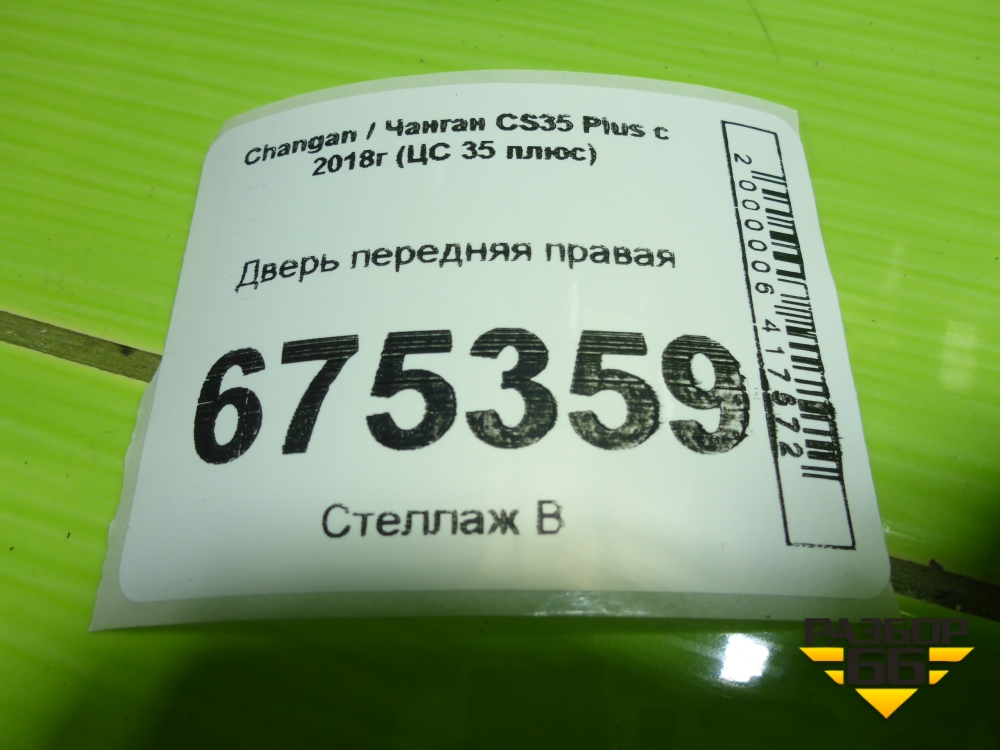 Changan / Чанган CS35 Plus с
2018г (ЦС 35 плюс)
Дверь передняя правая
675359
Стеллаж В
2000006417672
РАЗБОР
66